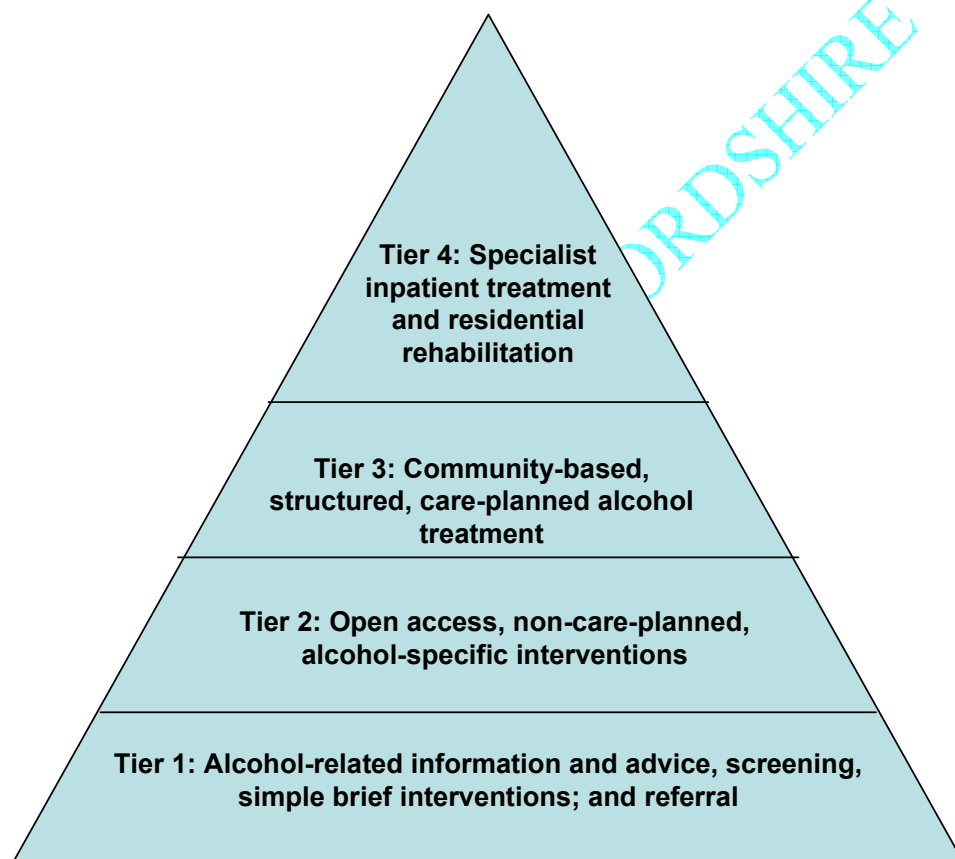 ORDSHIRE
Tier 4: Specialist
inpatient treatment
and residential
rehabilitation
Tier 3: Community-based,
structured, care-planned alcohol
treatment
Tier 2: Open access, non-care-planned,
alcohol-specific interventions
Tier 1: Alcohol-related information and advice, screening,
simple brief interventions; and referral